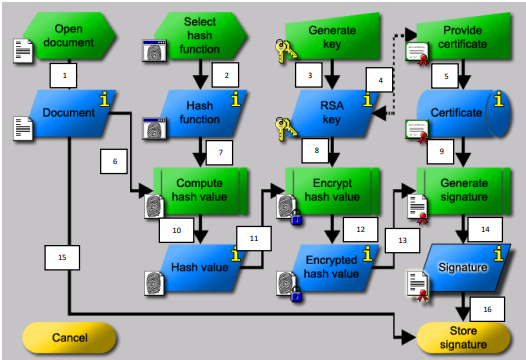 Open
document
Select
hash
function
Generate
key
Provide
certificate
1
2
3
4
5
Document
i
Hash
function
i
RSA
key
i
Certificate
i
6
7
8
9
Compute
hash value
Encrypt
hash value
Generate
signature
10
11
12
13
14
Hash value
i
Encrypted
hash value
i
Signature
i
15
16
Cancel
Store
signature